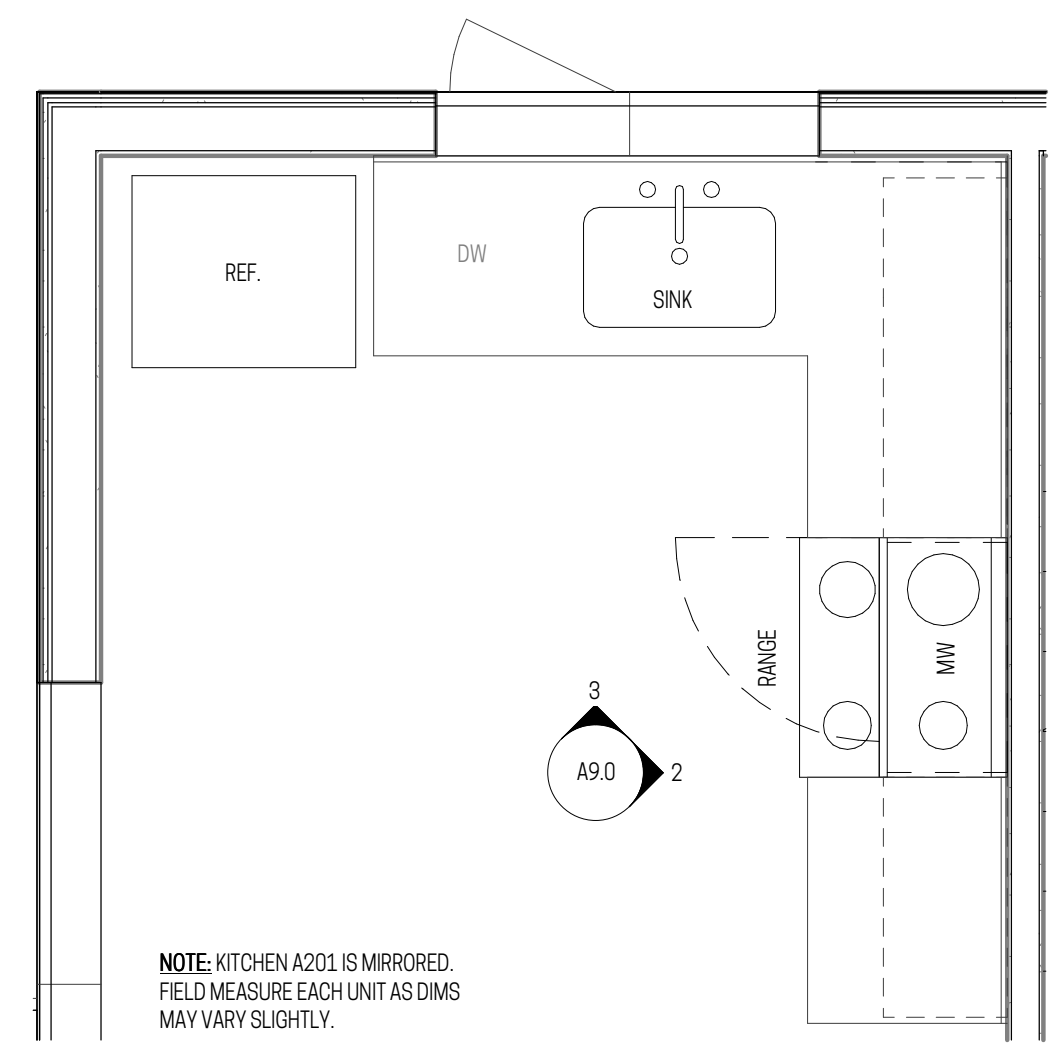 REF.
DW
SINK
RANGE
MW
3
A9.0
2
NOTE: KITCHEN A201 IS MIRRORED.
FIELD MEASURE EACH UNIT AS DIMS
MAY VARY SLIGHTLY.